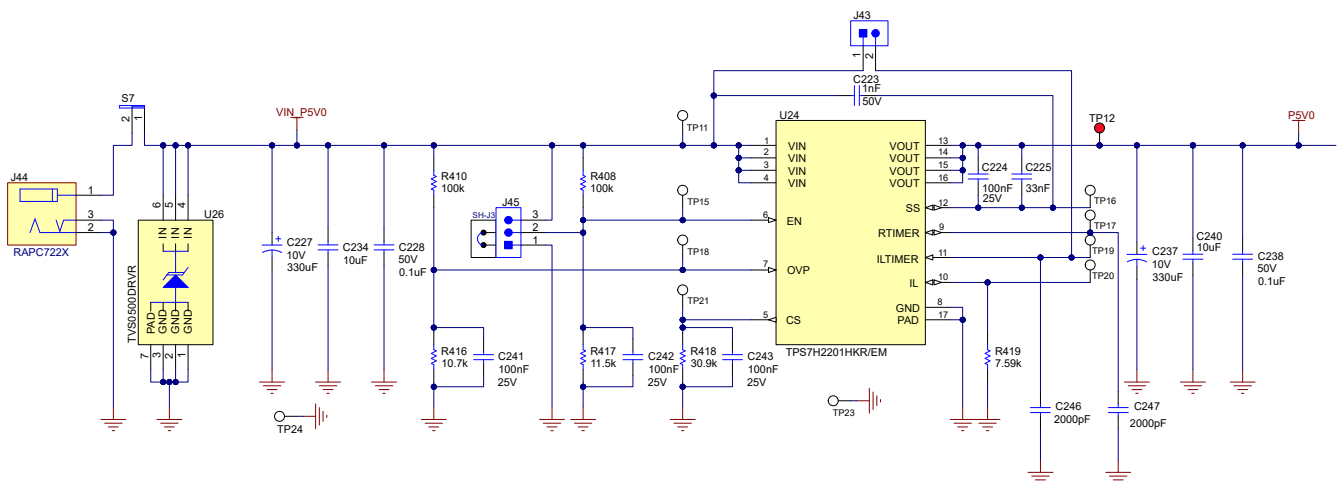 J43
1
2
C223
1nF
50V
S7
2
1
VIN_P5V0
TP11
U24
TP12
P5V0
J44
1
3
2
RAPC722X
6
5
4
U26
IN
IN
IN
PAD
GND
GND
GND
TVS0500DRVR
7
3
2
1
C227
10V
330uF
C234
10uF
C228
50V
0.1uF
R410
100k
R408
100k
J45
SH-J3
3
2
1
TP15
TP18
TP21
1
VIN
2
VIN
3
VIN
4
VIN
6
EN
7
OVP
5
CS
VOUT
13
VOUT
14
VOUT
15
VOUT
16
SS
12
RTIMER
9
ILTIMER
11
IL
10
GND
8
PAD
17
TPS7H2201HKR/EM
C224
100nF
25V
C225
33nF
TP16
TP17
TP19
TP20
C237
10V
330uF
C240
10uF
C238
50V
0.1uF
R416
10.7k
C241
100nF
25V
R417
11.5k
C242
100nF
25V
R418
30.9k
C243
100nF
25V
R419
7.59k
C246
2000pF
C247
2000pF
TP24
TP23